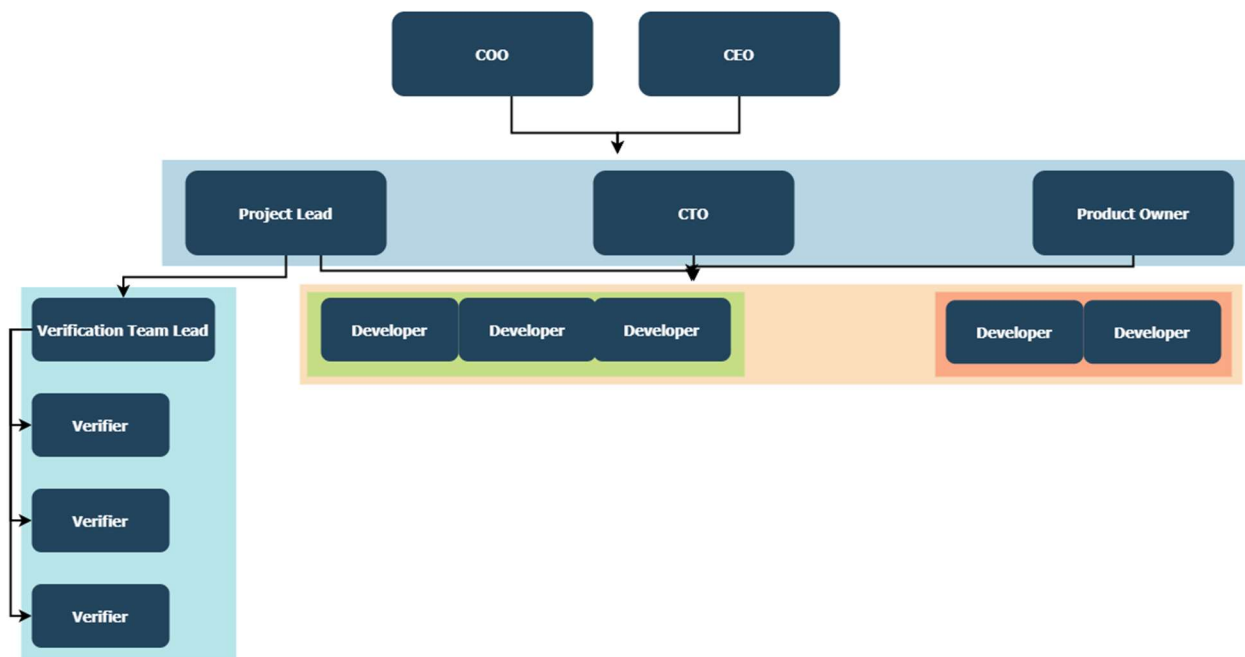 COO
CEO
Project Lead
CTO
Product Owner
Verification Team Lead
Developer
Developer
Developer
Developer
Developer
Verifier
Verifier
Verifier